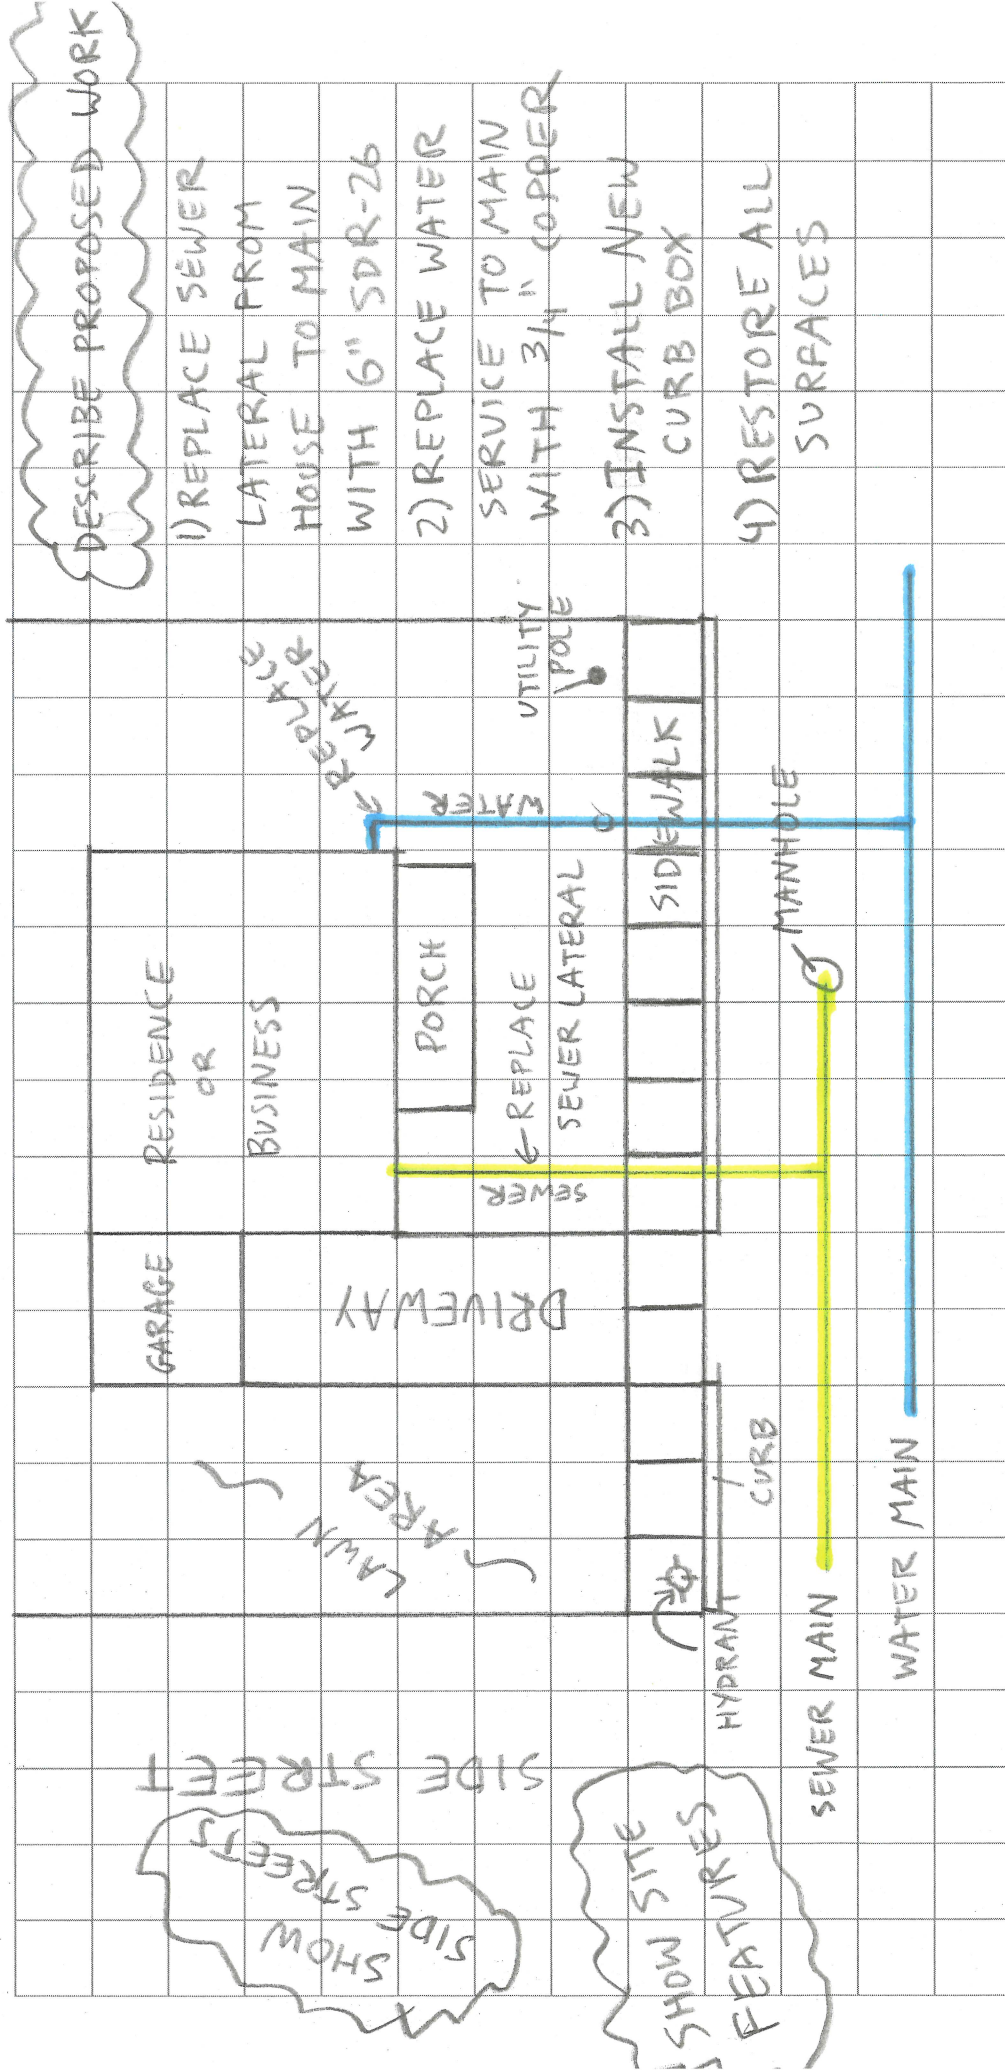 DESCRIBE PROPOSED WORK
1) REPLACE SEWER
LATERAL FROM
HOUSE TO MAIN
WITH 6" SDR-26
2) REPLACE WATER
SERVICE TO MAIN
WITH 3/4" COPPER
3) INSTALL NEW
CURB BOX
4) RESTORE ALL
SURFACES
SHOW
SIDE STREETS
SIDE STREET
SHOW SITE
FEATURES
LAWN
AREA
GARAGE
DRIVEWAY
RESIDENCE
OR
BUSINESS
PORCH
REPLACE
WATER
WATER
UTILITY
POLE
REPLACE
SEWER LATERAL
SEWER
SIDEWALK
HYDRANT
CURB
MANHOLE
SEWER MAIN
WATER MAIN